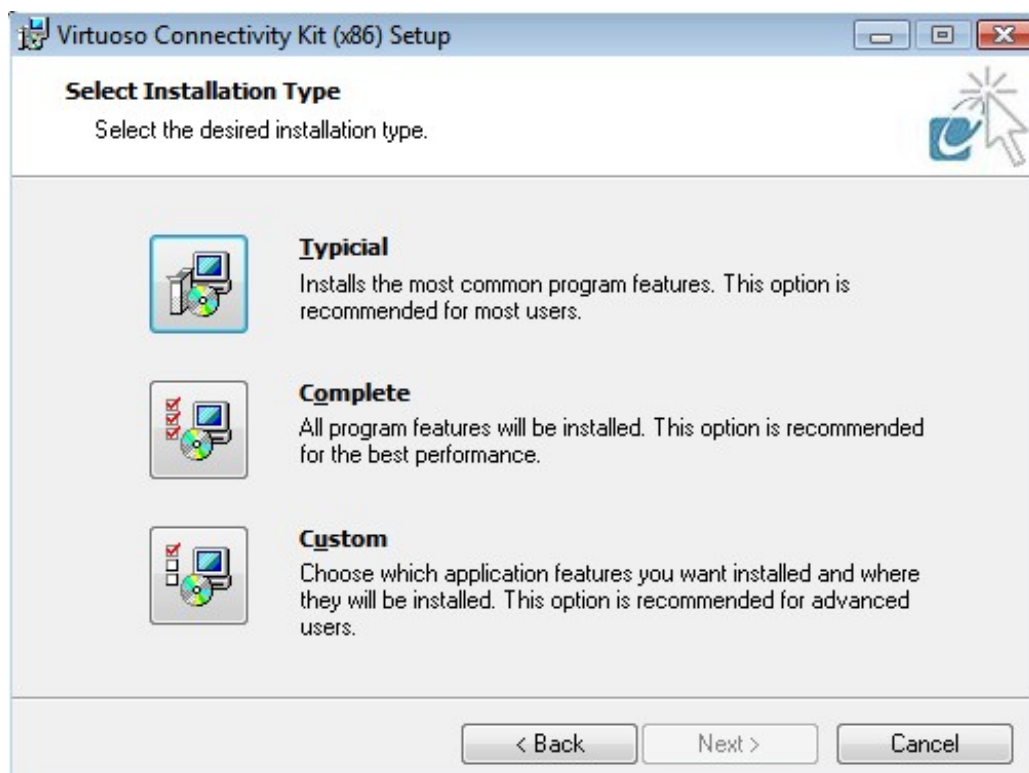 Virtuoso Connectivity Kit (x86) Setup
Select Installation Type
Select the desired installation type.
Typicial
Installs the most common program features. This option is
recommended for most users.
Complete
All program features will be installed. This option is recommended
for the best performance.
Custom
Choose which application features you want installed and where
they will be installed. This option is recommended for advanced
users.
< Back
Next >
Cancel